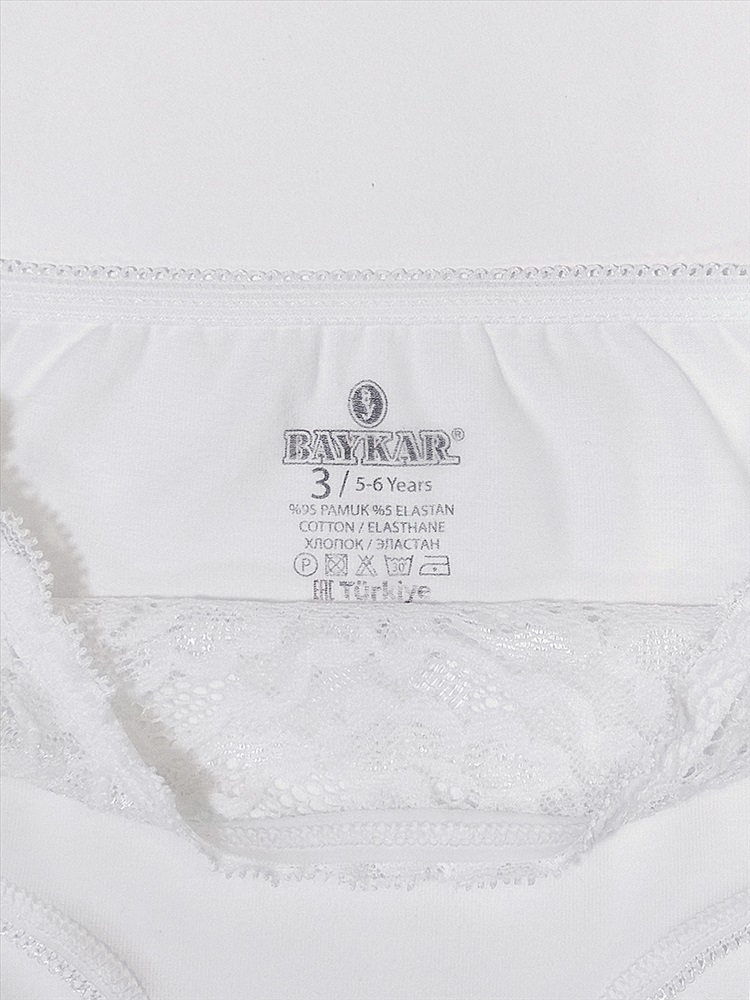 BAYKAR®
3 / 5-6 Years
%95 PAMUK %5 ELASTAN
COTTON / ELASTHANE
ХЛОПОК / ЭЛАСТАН
P 30°
EAC Türkiye